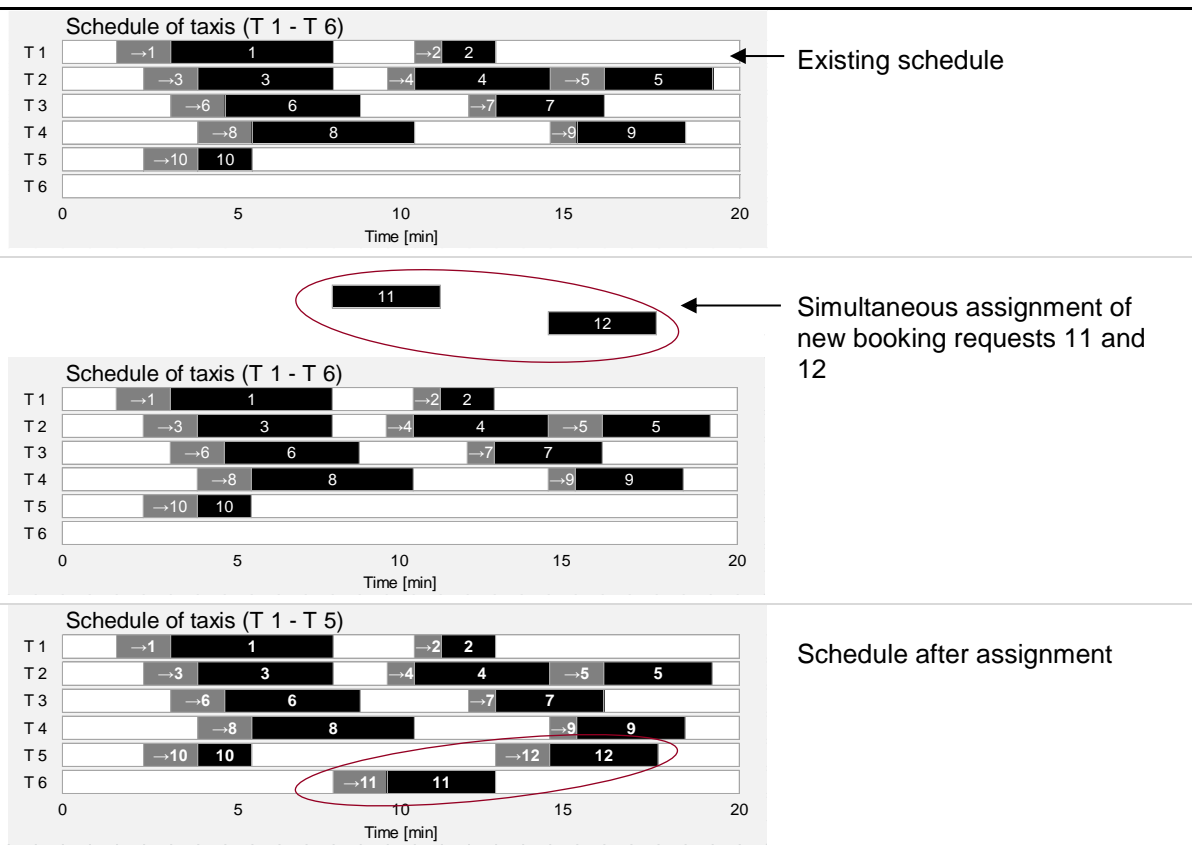 Schedule of taxis (T 1 - T 6)
T 1 →1 1 →2 2
T 2 →3 3 →4 4 →5 5
T 3 →6 6 →7 7
T 4 →8 8 →9 9
T 5 →10 10
T 6
0 5 10 15 20
Time [min]
Existing schedule
11
12
Simultaneous assignment of
new booking requests 11 and
12
Schedule of taxis (T 1 - T 6)
T 1 →1 1 →2 2
T 2 →3 3 →4 4 →5 5
T 3 →6 6 →7 7
T 4 →8 8 →9 9
T 5 →10 10
T 6
0 5 10 15 20
Time [min]
Schedule of taxis (T 1 - T 5)
T 1 →1 1 →2 2
T 2 →3 3 →4 4 →5 5
T 3 →6 6 →7 7
T 4 →8 8 →9 9
T 5 →10 10 →12 12
T 6 →11 11
0 5 10 15 20
Time [min]
Schedule after assignment